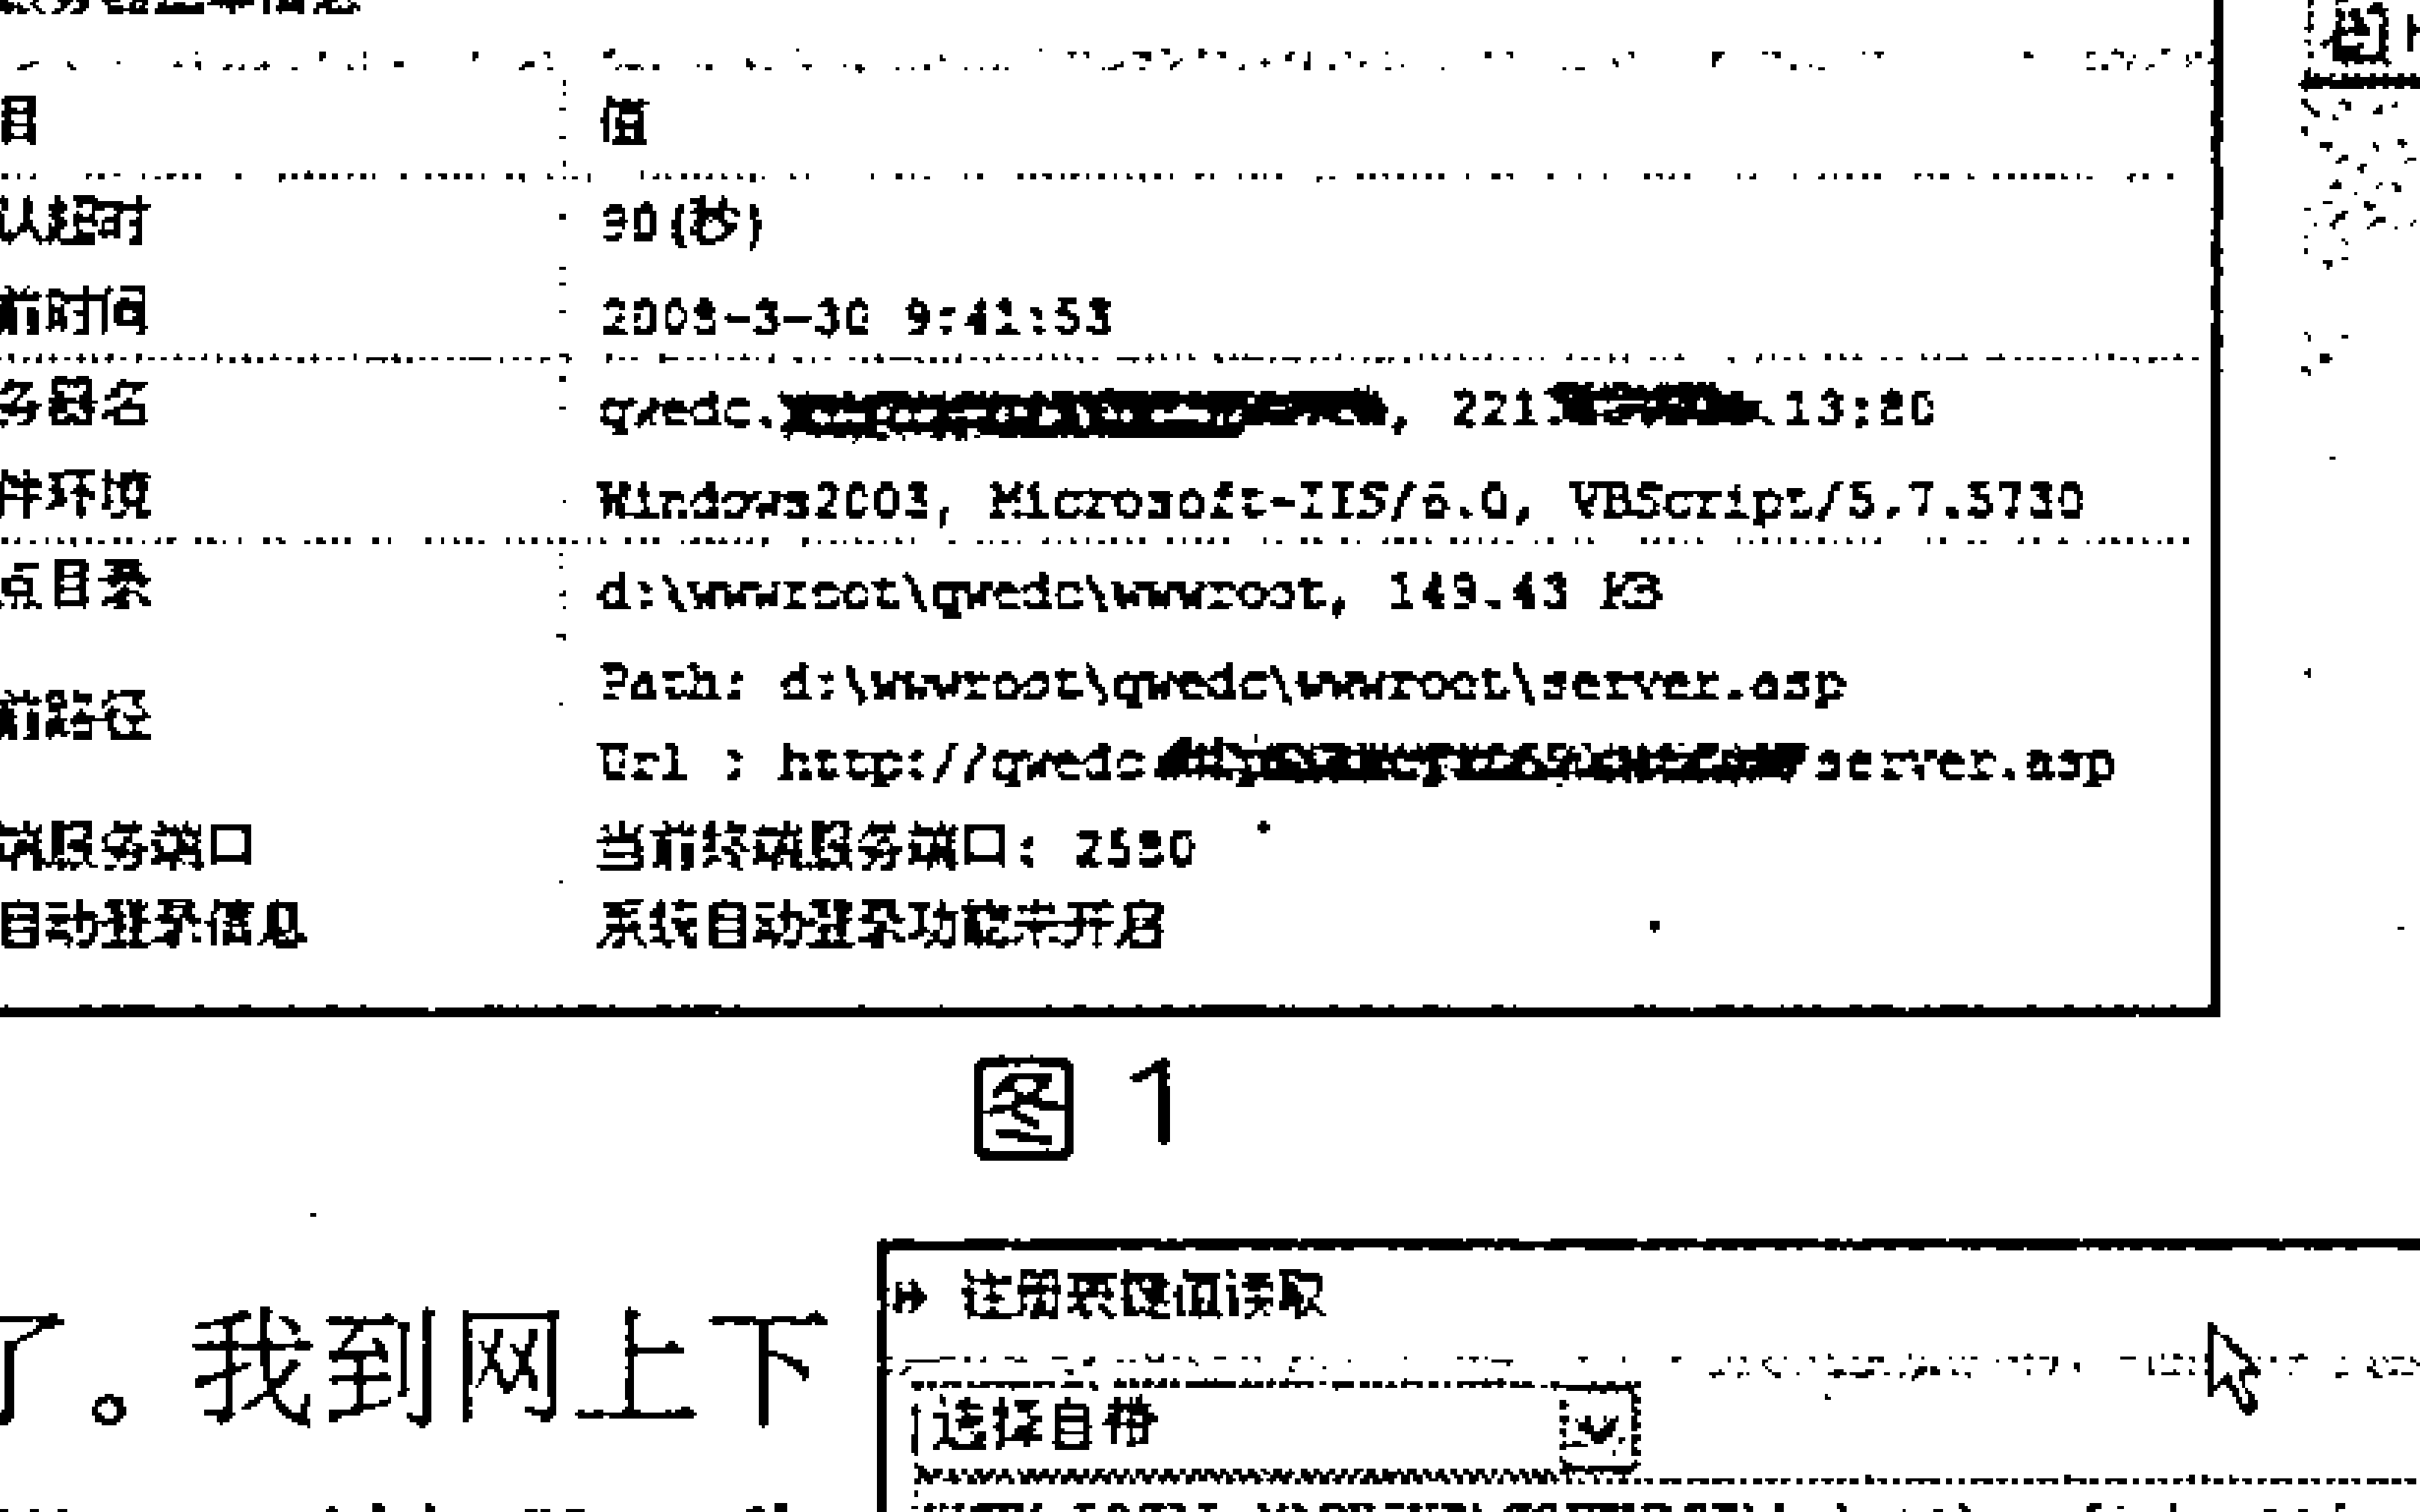 目 值
认超时 90(秒)
前时间 2008-3-30 9:41:53
务器名 qwedc. , 221. .13:80
件环境 Windows2003, Microsoft-IIS/6.0, VBScript/5.7.5730
点目录 d:\wwwroot\qwedc\wwwroot, 149.43 KB
Path: d:\wwwroot\qwedc\wwwroot\server.asp
前路径
Url : http://qwedc. /server.asp
端服务端口 当前终端服务端口: 2580
自动登录信息 系统自动登录功能未开启
图 1
注册表键值读取
了。我到网上下
选择自带